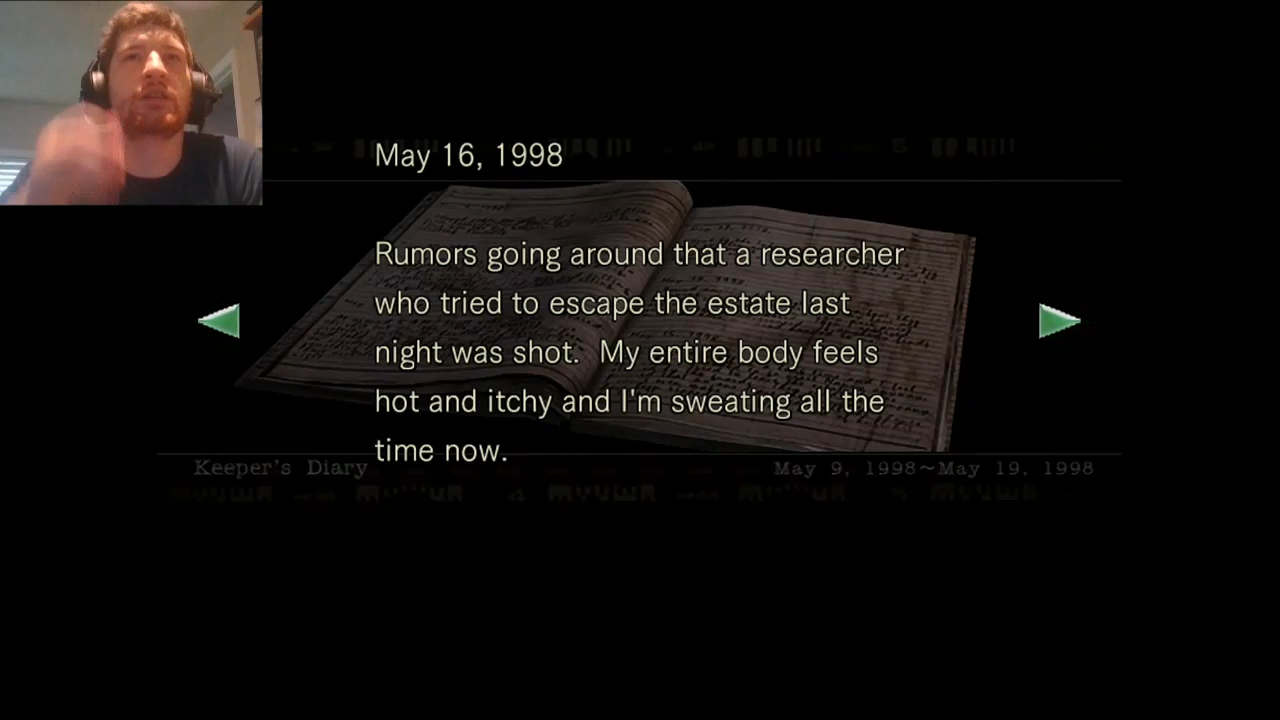 May 16, 1998
Rumors going around that a researcher
who tried to escape the estate last
night was shot.  My entire body feels
hot and itchy and I'm sweating all the
time now.
Keeper's Diary
May 9, 1998~May 19, 1998